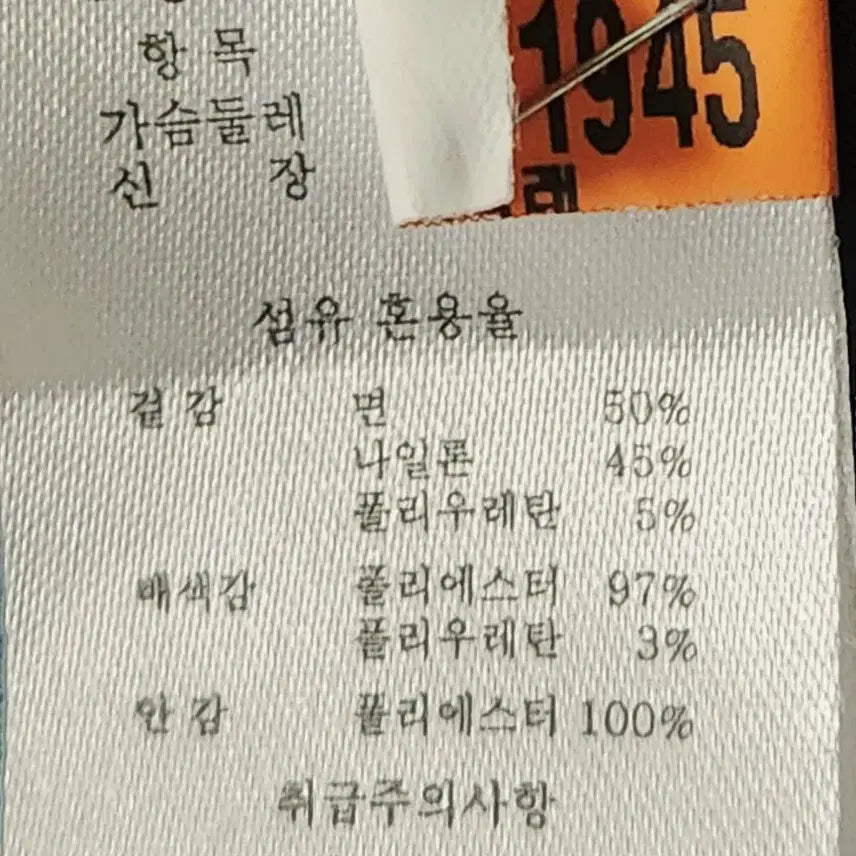 항 목
가슴둘레
신 장
1945
섬유 혼용율
겉 감 면 50%
나일론 45%
폴리우레탄 5%
배색감 폴리에스터 97%
폴리우레탄 3%
안 감 폴리에스터 100%
취급주의사항